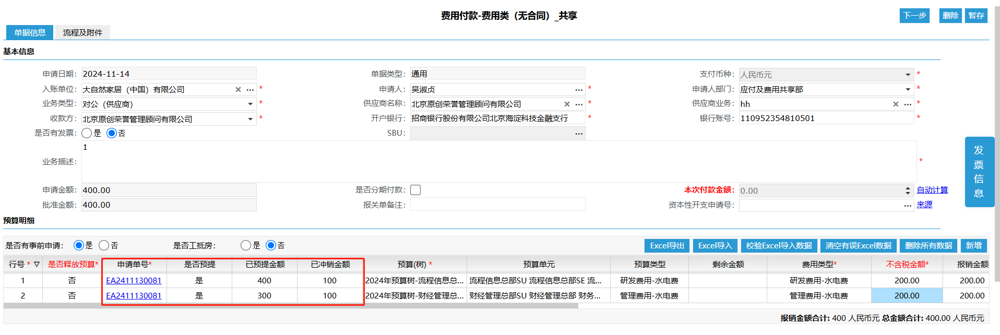 费用付款-费用类（无合同）_共享
下一步 删除 暂存
单据信息 流程及附件
基本信息
申请日期: 2024-11-14 单据类型: 通用 支付币种: 人民币元 *
入账单位: 大自然家居（中国）有限公司 * 申请人: 吴淑贞 * 申请人部门: 应付及费用共享部 *
业务类型: 对公（供应商） * 供应商名称: 北京原创荣誉管理顾问有限公司 * 供应商业务: hh *
收款方: 北京原创荣誉管理顾问有限公司 * 开户银行: 招商银行股份有限公司北京海淀科技金融支行 * 银行账号: 110952354810501 *
是否有发票: 是 否 SBU:
业务描述: 1 *
申请金额: 400.00 是否分期付款: 本次付款金额: 0.00 自动计算
批准金额: 400.00 报关单备注: 资本性开支申请号: 来源
发票信息
预算明细
是否有事前申请: 是 否 是否工抵房: 是 否 Excel导出 Excel导入 校验Excel导入数据 清空有误Excel数据 删除所有数据 新增
行号 * 是否释放预算* 申请单号* 是否预提 已预提金额 已冲销金额 预算(树) * 预算单元 预算类型 剩余金额 费用类型* 不含税金额* 报销金额
1 否 EA2411130081 是 400 100 2024年预算树-流程信息总... 流程信息总部SU 流程信息总部SE 流... 研发费用-水电费 研发费用-水电费 200.00 200.00
2 否 EA2411130081 是 300 100 2024年预算树-财经管理总... 财经管理总部SU 财经管理总部 财务... 管理费用-水电费 管理费用-水电费 200.00 200.00
报销金额合计: 400 人民币元 总金额合计: 400.00 人民币元